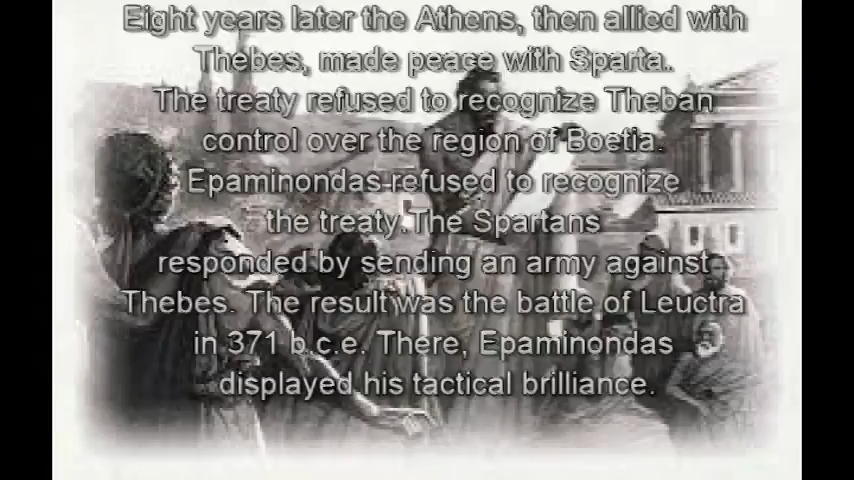 Eight years later the Athens, then allied with
Thebes, made peace with Sparta.
The treaty refused to recognize Theban
control over the region of Boetia.
Epaminondas refused to recognize
the treaty.The Spartans
responded by sending an army against
Thebes. The result was the battle of Leuctra
in 371 b.c.e. There, Epaminondas
displayed his tactical brilliance.